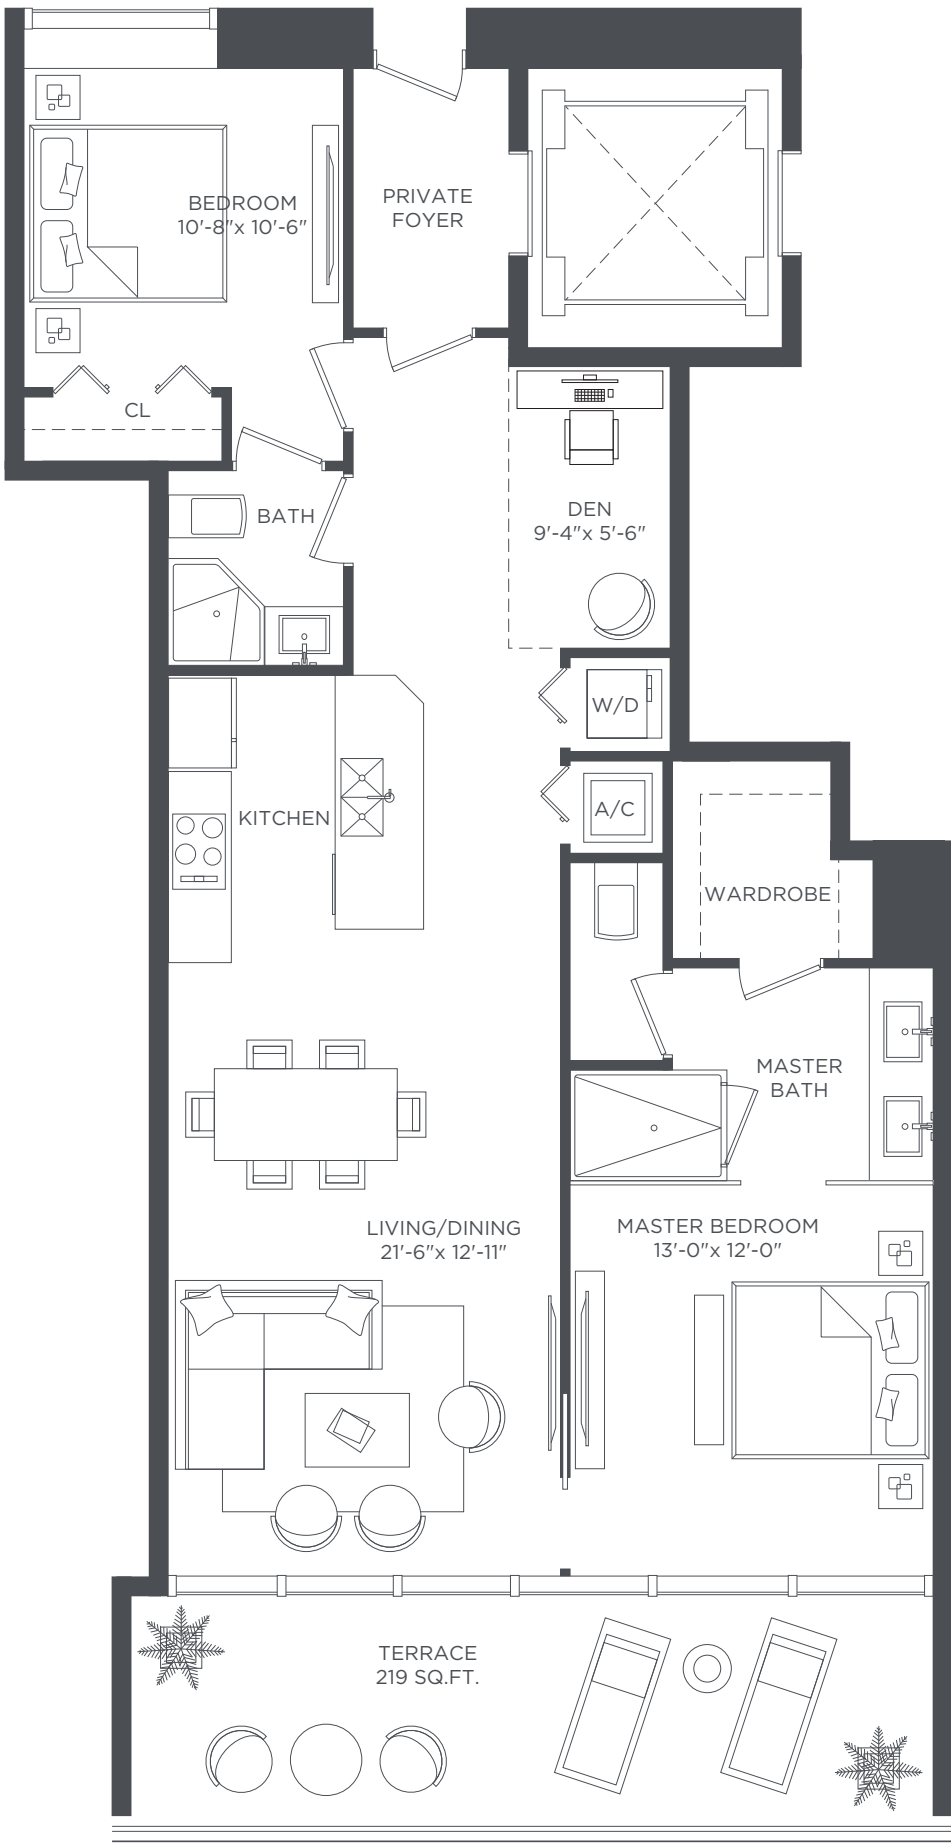 BEDROOM
10'-8"x 10'-6"
PRIVATE
FOYER
CL
BATH
DEN
9'-4"x 5'-6"
W/D
A/C
KITCHEN
WARDROBE
MASTER
BATH
LIVING/DINING
21'-6"x 12'-11"
MASTER BEDROOM
13'-0"x 12'-0"
TERRACE
219 SQ.FT.